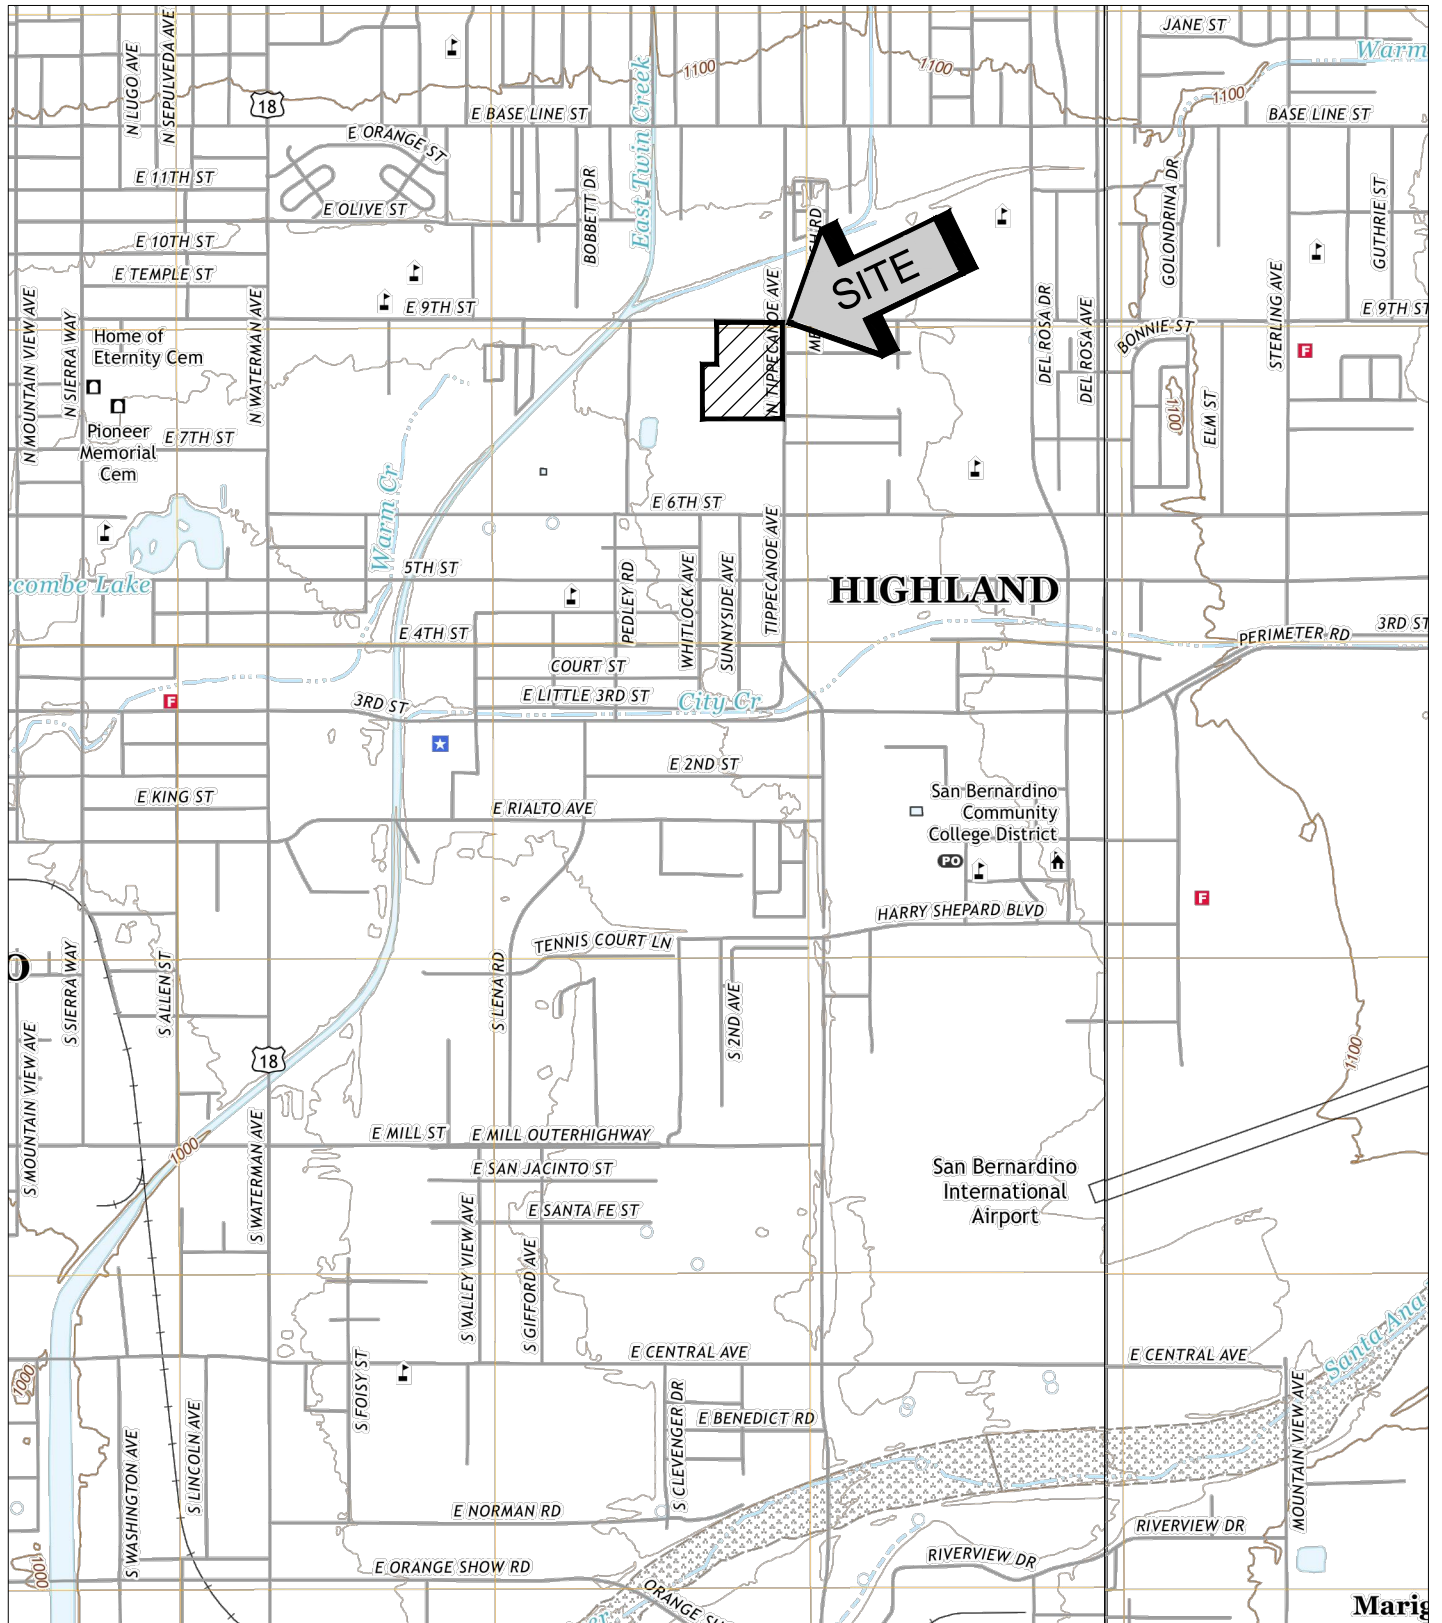 JANE ST
Warm
N LUGO AVE
N SEPULVEDA AVE
1100
1100
1100
18
E BASE LINE ST
BASE LINE ST
East Twin Creek
E ORANGE ST
E 11TH ST
E OLIVE ST
BOBBETT DR
GOLONDRINA DR
GUTHRIE ST
E 10TH ST
E TEMPLE ST
SITE
E 9TH ST
E 9TH ST
N MOUNTAIN VIEW AVE
N SIERRA WAY
N WATERMAN AVE
Home of
Eternity Cem
N TIPPECANOE AVE
DEL ROSA DR
DEL ROSA AVE
BONNIE ST
STERLING AVE
F
1100
ELM ST
Pioneer
Memorial
Cem
E 7TH ST
Warm Cr
E 6TH ST
TIPPECANOE AVE
5TH ST
PEDLEY RD
WHITLOCK AVE
SUNNYSIDE AVE
HIGHLAND
ecombe Lake
E 4TH ST
PERIMETER RD
3RD ST
COURT ST
E LITTLE 3RD ST
City Cr
F
3RD ST
E 2ND ST
E KING ST
E RIALTO AVE
San Bernardino
Community
College District
PO
F
HARRY SHEPARD BLVD
TENNIS COURT LN
O
S SIERRA WAY
S ALLEN ST
S LENA RD
S 2ND AVE
S MOUNTAIN VIEW AVE
18
1100
1000
S WATERMAN AVE
E MILL ST
E MILL OUTERHIGHWAY
E SAN JACINTO ST
San Bernardino
International
Airport
E SANTA FE ST
S VALLEY VIEW AVE
S GIFFORD AVE
Santa Ana
E CENTRAL AVE
E CENTRAL AVE
1000
S FOISY ST
S CLEVENGER DR
E BENEDICT RD
MOUNTAIN VIEW AVE
S WASHINGTON AVE
S LINCOLN AVE
E NORMAN RD
RIVERVIEW DR
RIVERVIEW DR
1000
E ORANGE SHOW RD
Marig